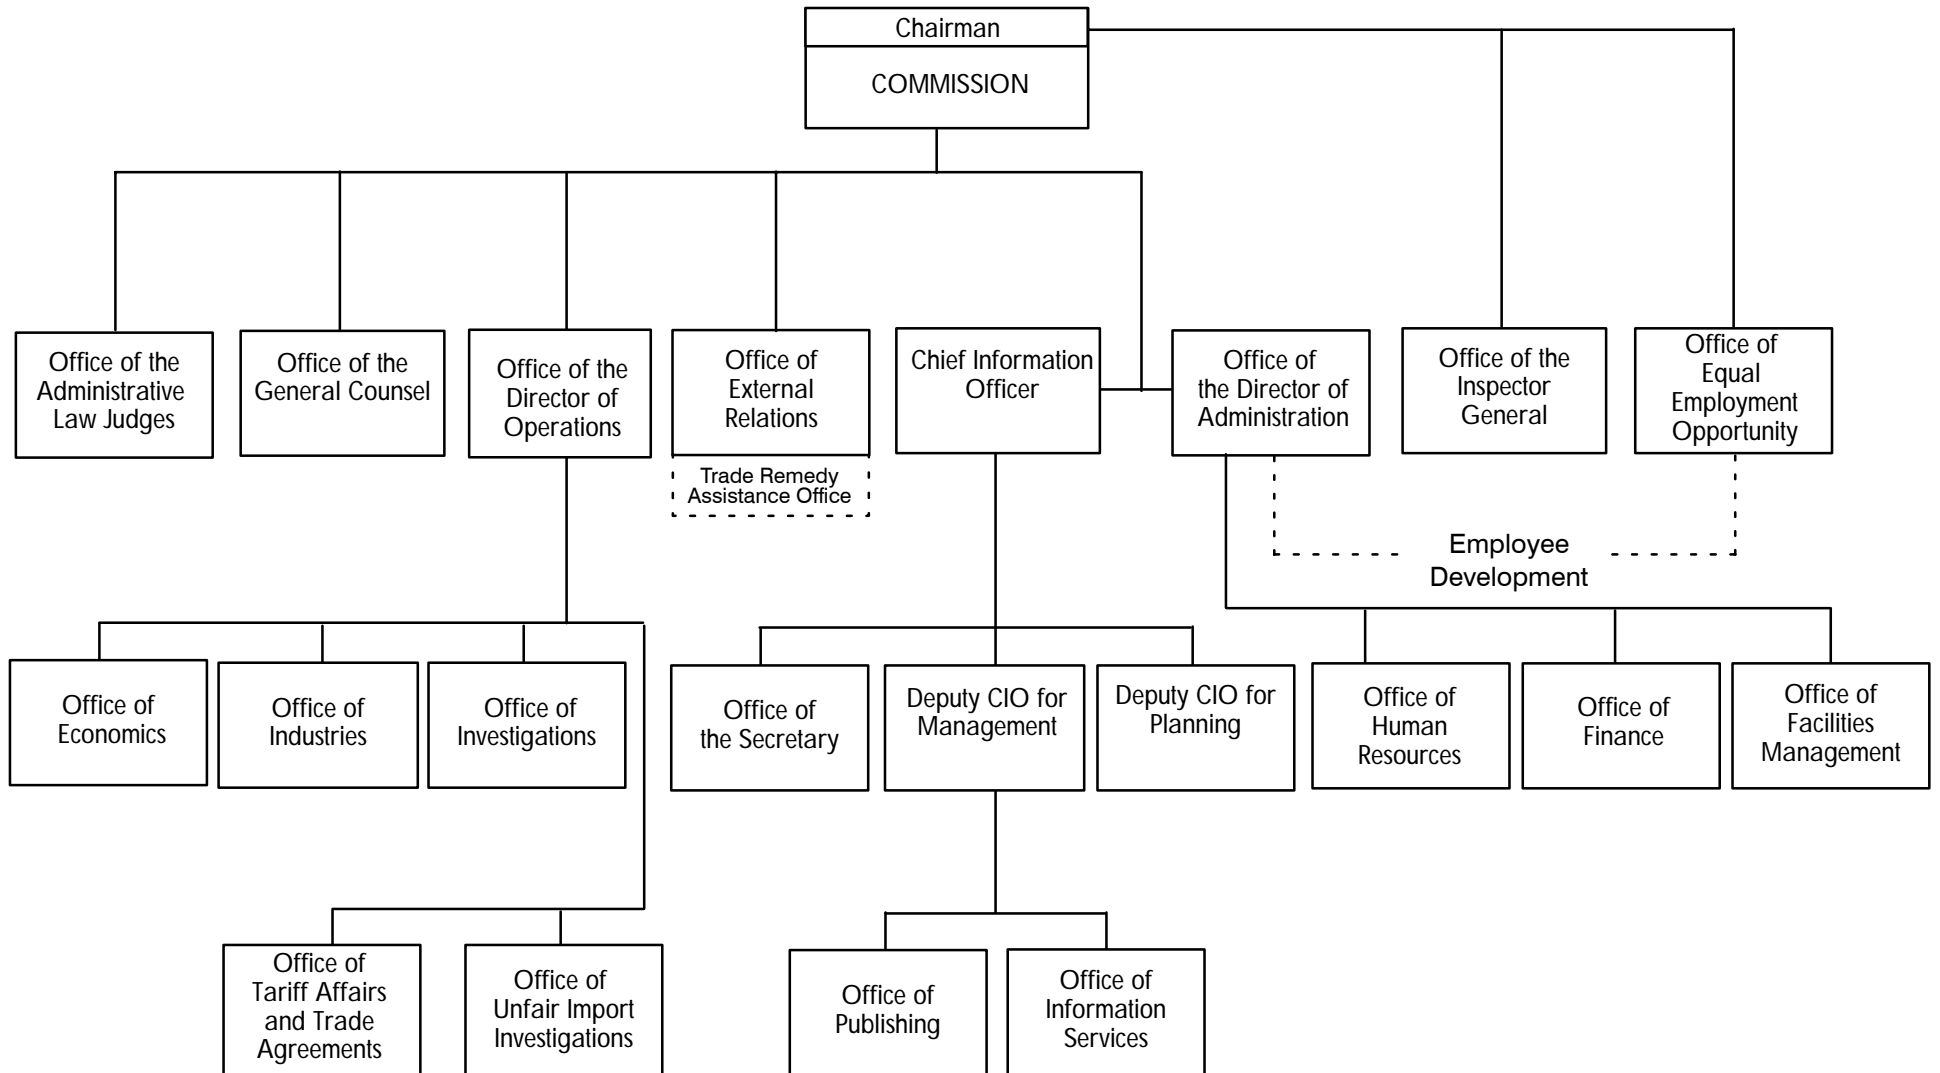 Chairman
COMMISSION
Office of the
Administrative
Law Judges
Office of the
General Counsel
Office of the
Director of
Operations
Office of
External
Relations
Trade Remedy
Assistance Office
Chief Information
Officer
Office of
the Director of
Administration
Office of the
Inspector
General
Office of
Equal
Employment
Opportunity
Employee
Development
Office of
Economics
Office of
Industries
Office of
Investigations
Office of
the Secretary
Deputy CIO for
Management
Deputy CIO for
Planning
Office of
Human
Resources
Office of
Finance
Office of
Facilities
Management
Office of
Tariff Affairs
and Trade
Agreements
Office of
Unfair Import
Investigations
Office of
Publishing
Office of
Information
Services